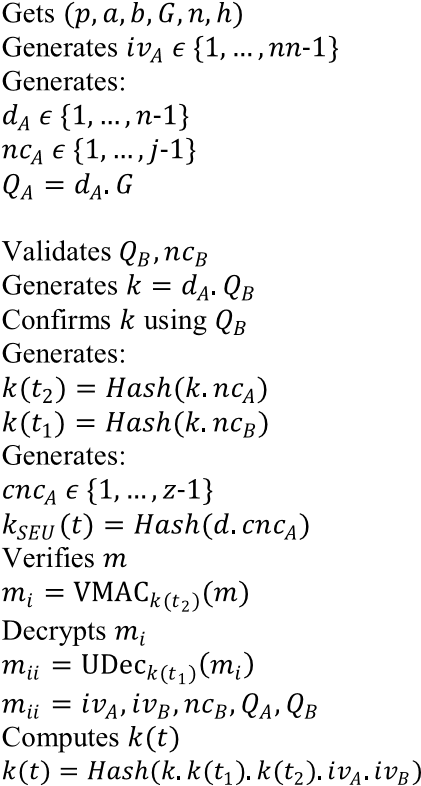 Gets (p, a, b, G, n, h)
Generates iv_A ϵ {1, … , nn-1}
Generates:
d_A ϵ {1, … , n-1}
nc_A ϵ {1, … , j-1}
Q_A = d_A. G
Validates Q_B, nc_B
Generates k = d_A. Q_B
Confirms k using Q_B
Generates:
k(t_2) = Hash(k. nc_A)
k(t_1) = Hash(k. nc_B)
Generates:
cnc_A ϵ {1, … , z-1}
k_SEU(t) = Hash(d. cnc_A)
Verifies m
m_i = VMAC_k(t_2)(m)
Decrypts m_i
m_ii = UDec_k(t_1)(m_i)
m_ii = iv_A, iv_B, nc_B, Q_A, Q_B
Computes k(t)
k(t) = Hash(k. k(t_1). k(t_2). iv_A. iv_B)